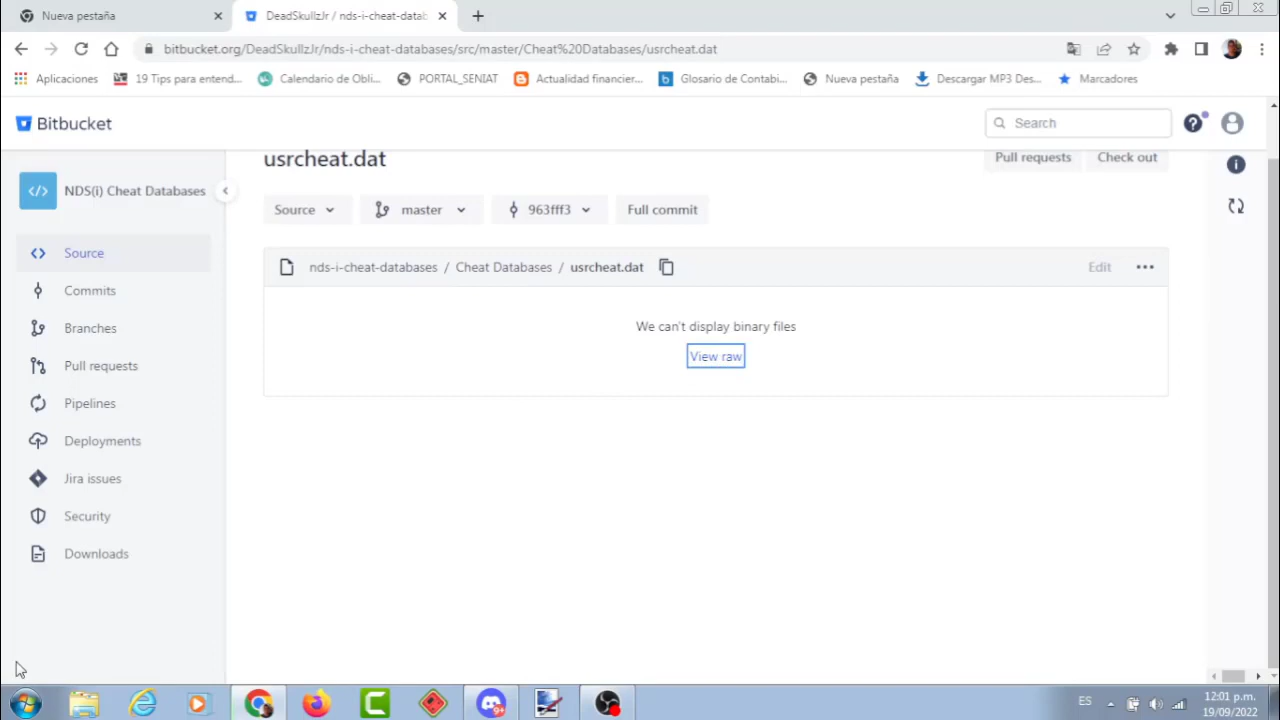 Nueva pestaña
DeadSkullzJr / nds-i-cheat-datab
bitbucket.org/DeadSkullzJr/nds-i-cheat-databases/src/master/Cheat%20Databases/usrcheat.dat
Aplicaciones
19 Tips para entend...
Calendario de Obli...
PORTAL_SENIAT
Actualidad financier...
Glosario de Contabi...
Nueva pestaña
Descargar MP3 Des...
Marcadores
Bitbucket
Search
usrcheat.dat
Pull requests
Check out
NDS(i) Cheat Databases
Source
master
963fff3
Full commit
Source
nds-i-cheat-databases / Cheat Databases / usrcheat.dat
Edit
Commits
We can't display binary files
Branches
View raw
Pull requests
Pipelines
Deployments
Jira issues
Security
Downloads
9+
ES
12:01 p.m.
19/09/2022